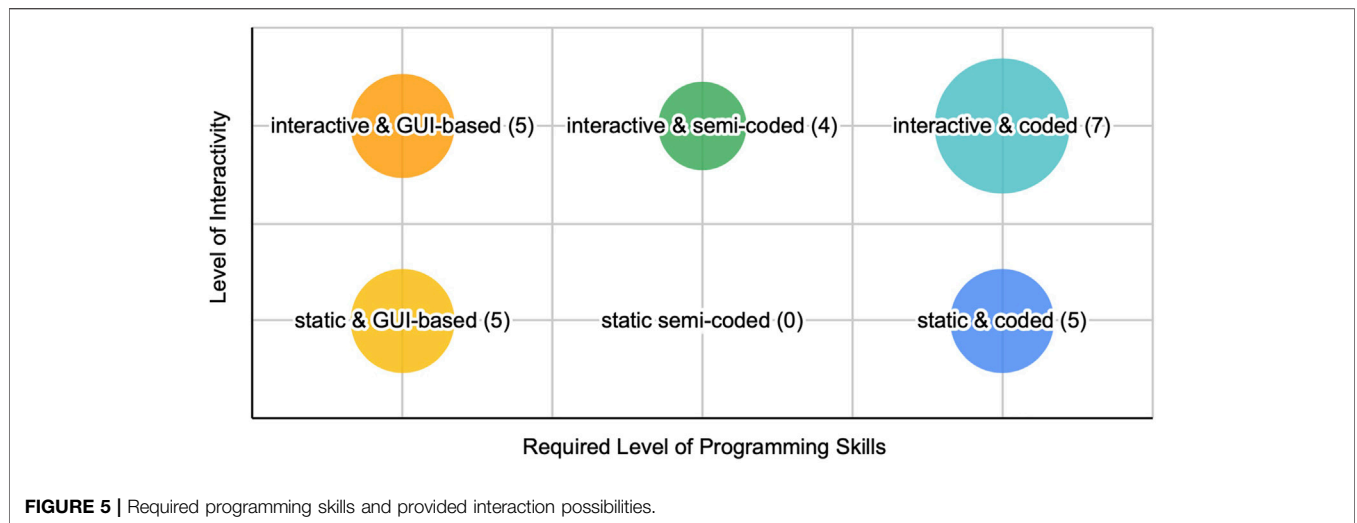 interactive & GUI-based (5)
interactive & semi-coded (4)
interactive & coded (7)
Level of Interactivity
static & GUI-based (5)
static semi-coded (0)
static & coded (5)
Required Level of Programming Skills
FIGURE 5 | Required programming skills and provided interaction possibilities.